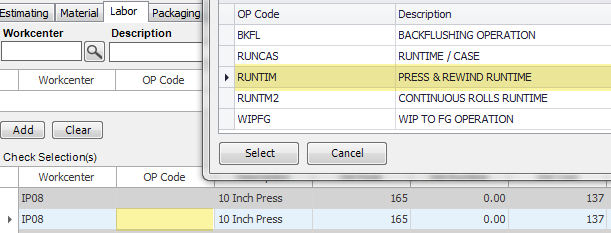 Estimating Material Labor Packaging
Workcenter Description
Workcenter OP Code
Add Clear
Check Selection(s)
Workcenter OP Code
IP08 10 Inch Press 165 0.00 137
IP08 10 Inch Press 165 0.00 137
OP Code Description
BKFL BACKFLUSHING OPERATION
RUNCAS RUNTIME / CASE
RUNTIM PRESS & REWIND RUNTIME
RUNTM2 CONTINUOUS ROLLS RUNTIME
WIPFG WIP TO FG OPERATION
Select Cancel